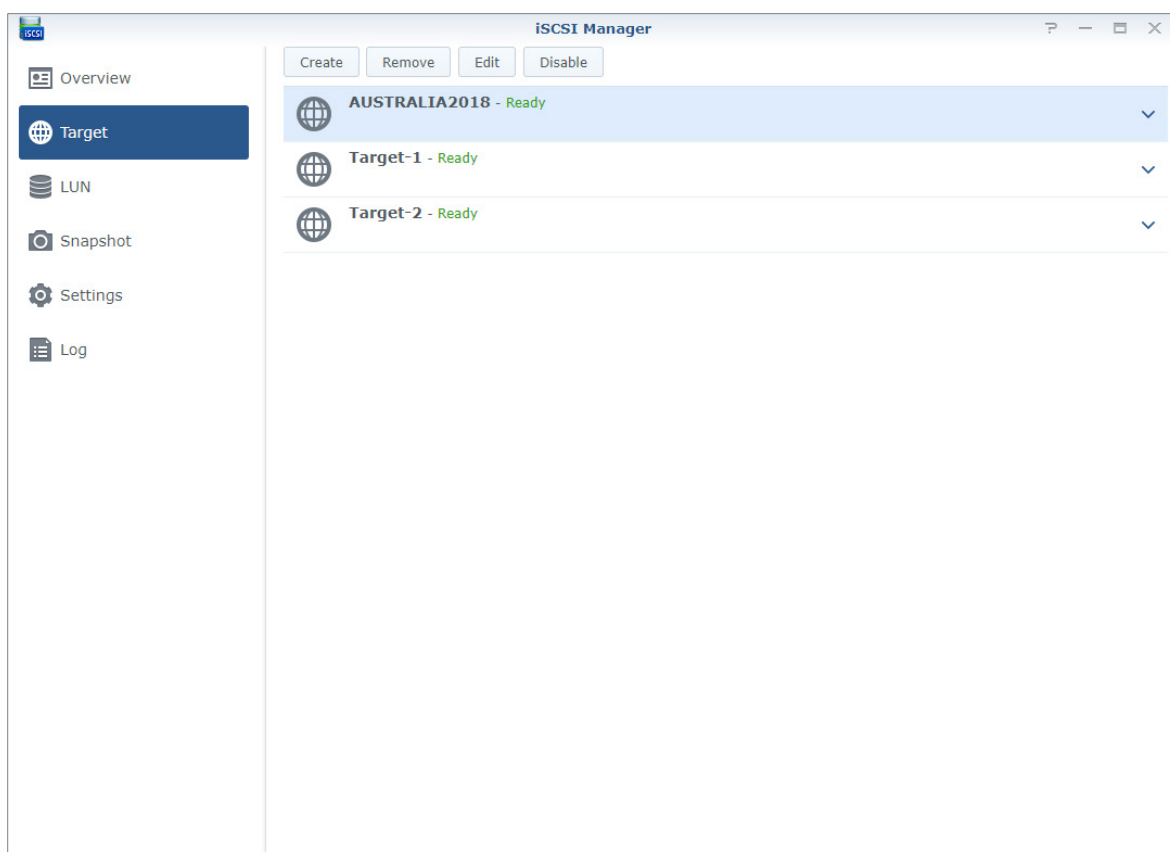 iSCSI
iSCSI Manager
Overview
Target
LUN
Snapshot
Settings
Log
Create Remove Edit Disable
AUSTRALIA2018 - Ready
Target-1 - Ready
Target-2 - Ready